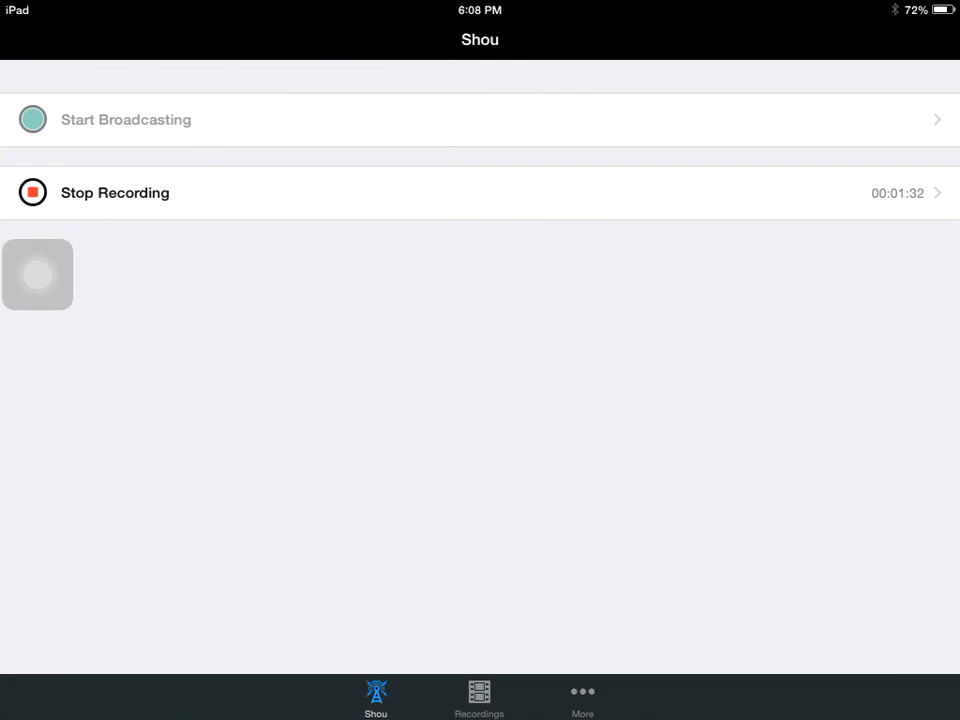 iPad 6:08 PM 72%
Shou
Start Broadcasting
Stop Recording 00:01:32
Shou Recordings More